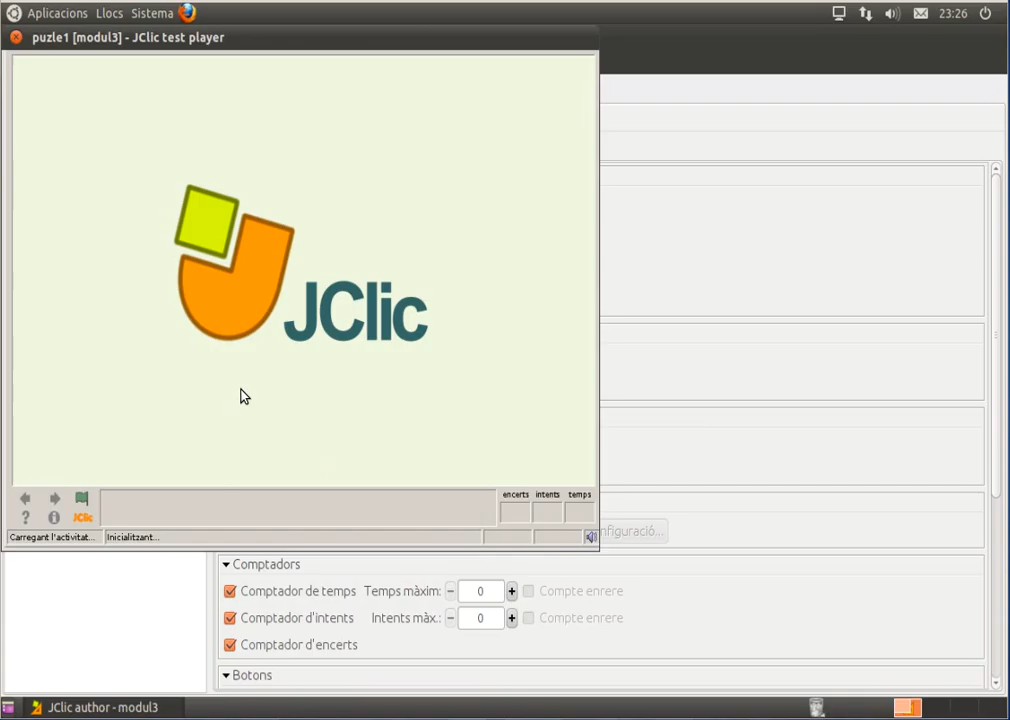 Aplicacions Llocs Sistema 23:26
puzle1 [modul3] - JClic test player
JClic
encerts intents temps
JClic
Carregant l'activitat... Inicialitzant...
nfiguració...
Comptadors
Comptador de temps Temps màxim: 0 Compte enrere
Comptador d'intents Intents màx.: 0 Compte enrere
Comptador d'encerts
Botons
JClic author - modul3